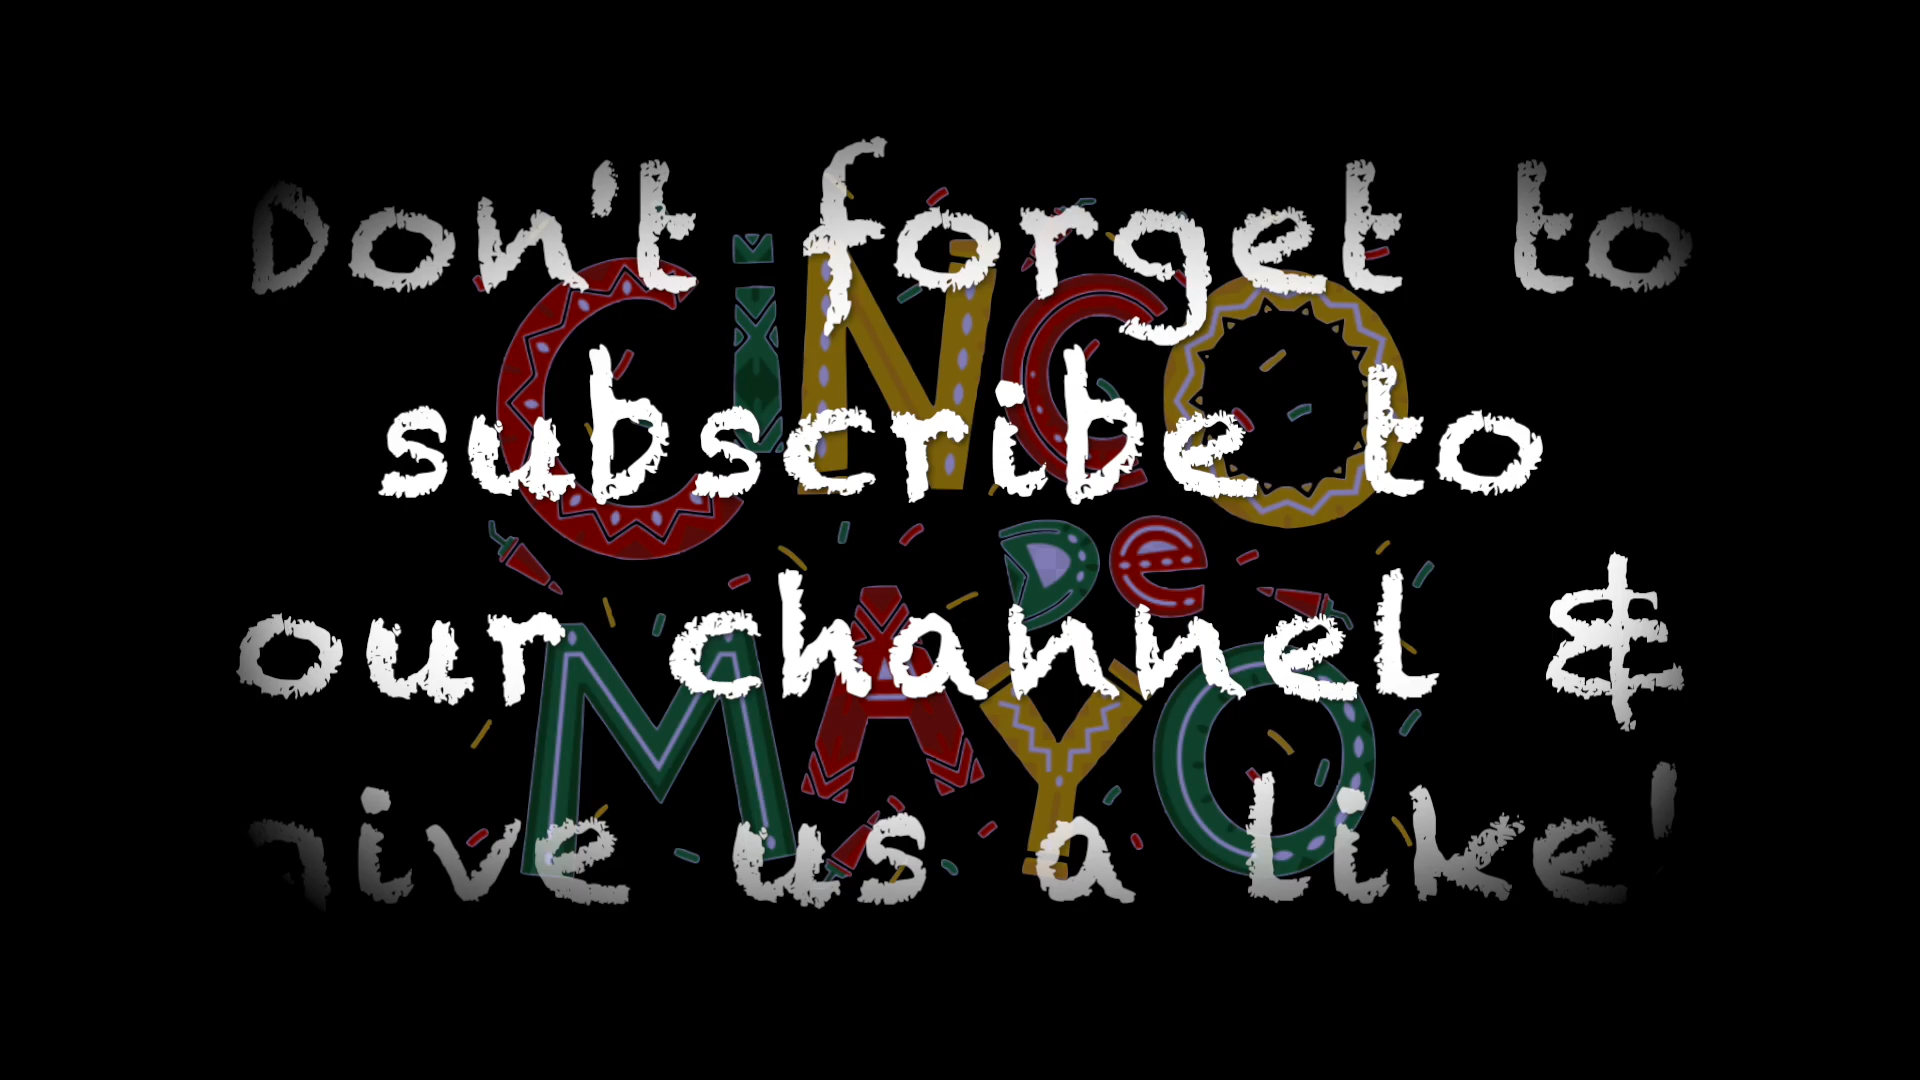 Don't forget to
subscribe to
our channel &
give us a like!
CiNCO
De
MAYO